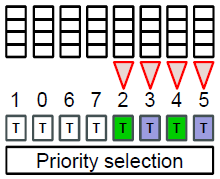 1 0 6 7 2 3 4 5
T T T T T T T T
Priority selection